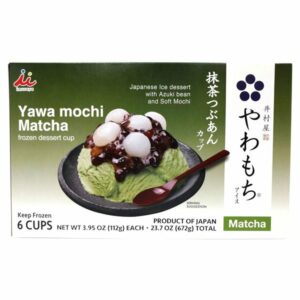 Japanese Ice dessert
with Azuki bean
and Soft Mochi
Yawa mochi
Matcha
frozen dessert cup
抹茶つぶあん
カップ
井村屋
やわもち
アイス
Keep Frozen
6 CUPS
NET WT 3.95 OZ (112g) EACH • 23.7 OZ (672g) TOTAL
PRODUCT OF JAPAN
SERVING
SUGGESTION
Matcha